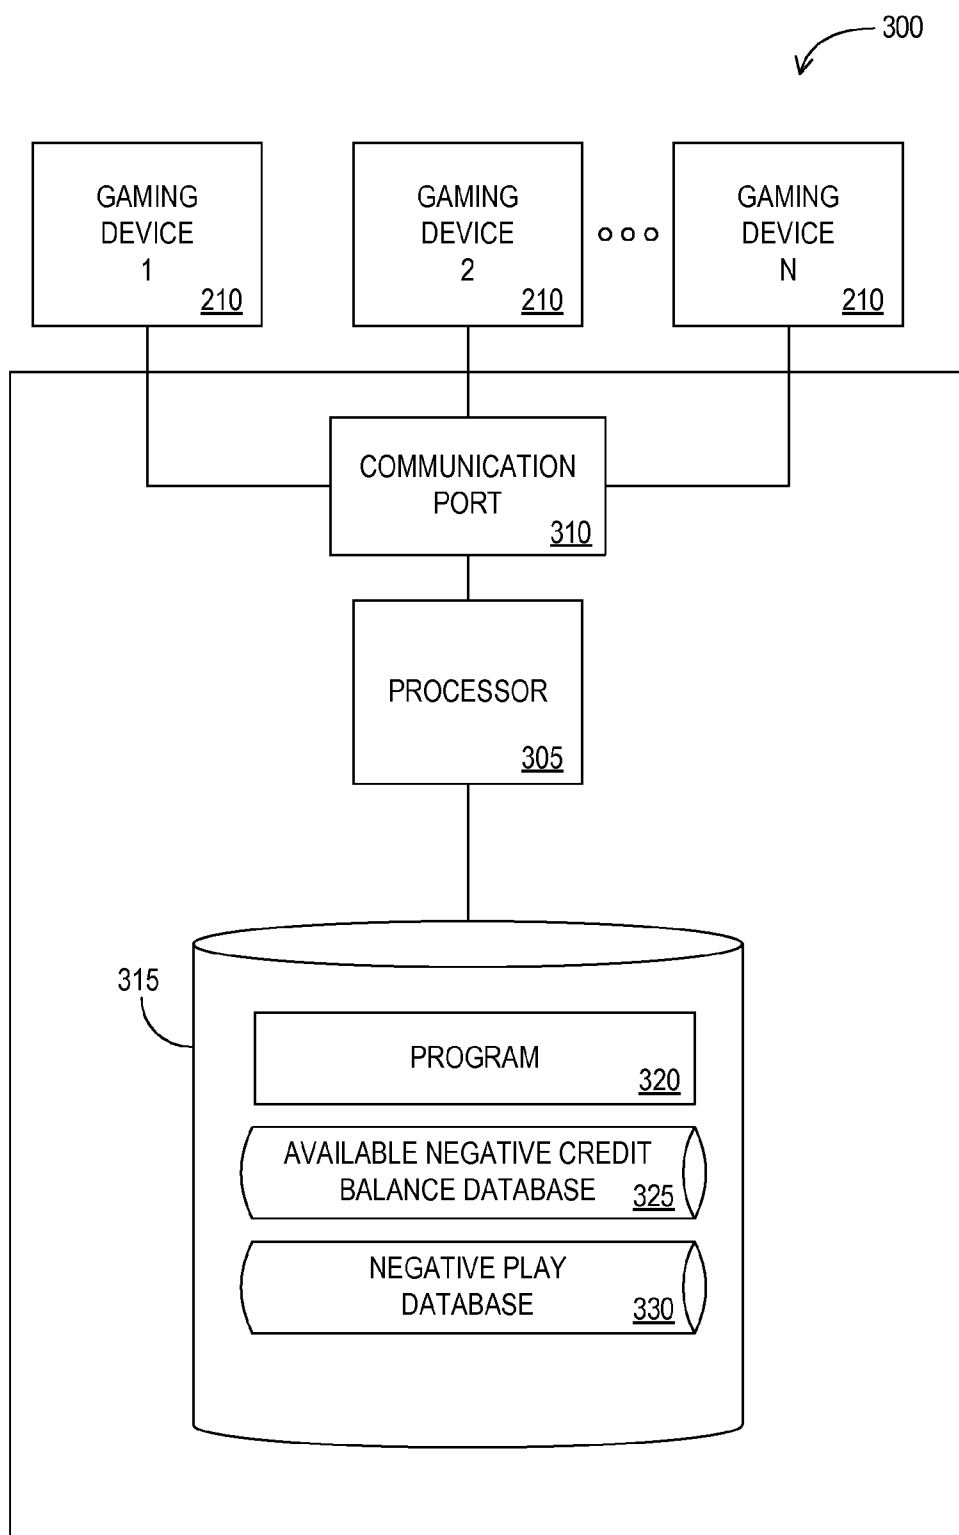 300
GAMING
DEVICE
1
210
GAMING
DEVICE
2
210
GAMING
DEVICE
N
210
COMMUNICATION
PORT
310
PROCESSOR
305
315
PROGRAM
320
AVAILABLE NEGATIVE CREDIT
BALANCE DATABASE
325
NEGATIVE PLAY
DATABASE
330